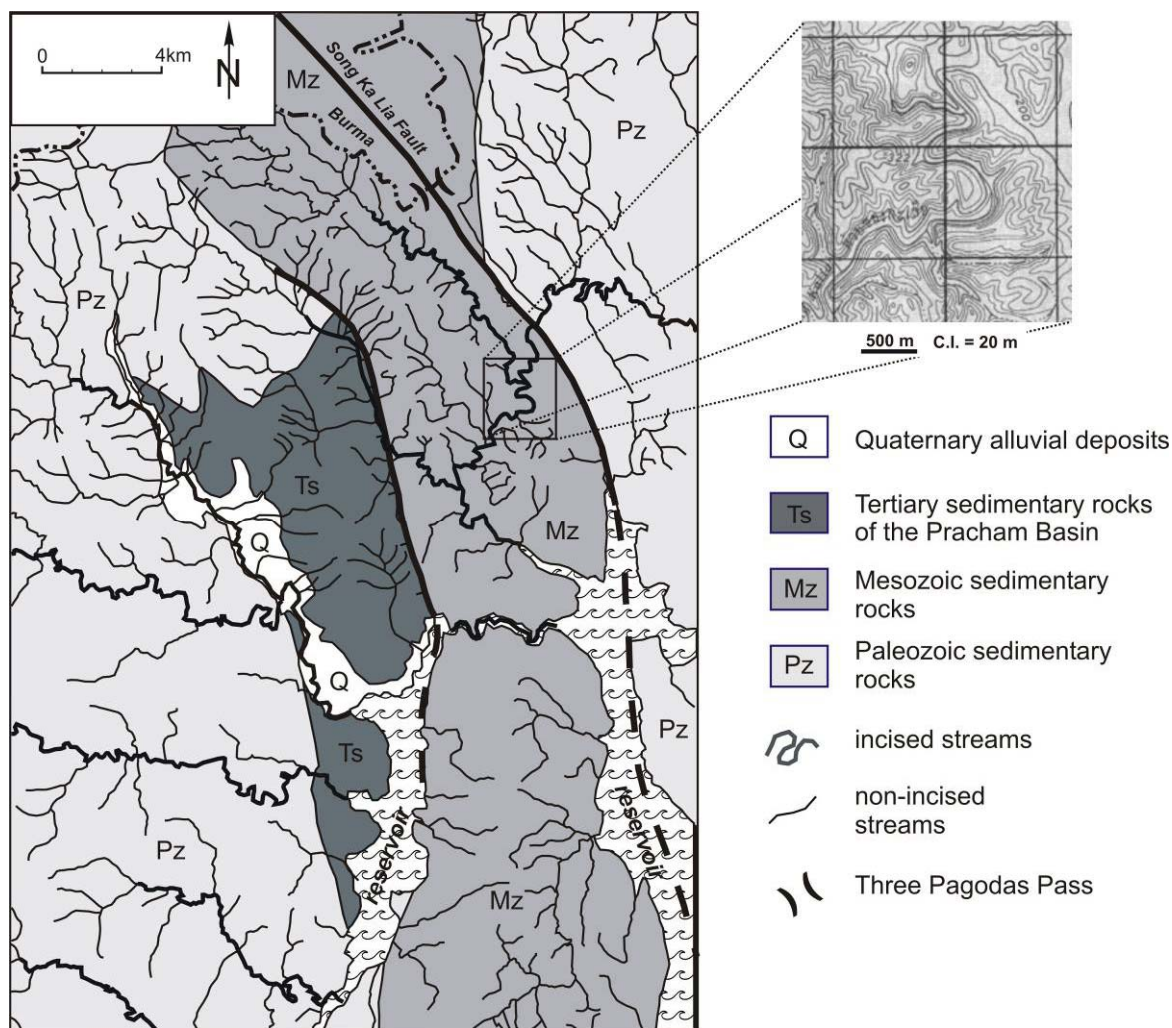 0
4km
N
Mz
Song Ka Lia Fault
Burma
Pz
Pz
Ts
Mz
Q
Q
Ts
Pz
reservoir
Mz
reservoir
Pz
200
322
500 m C.I. = 20 m
Q Quaternary alluvial deposits
Ts Tertiary sedimentary rocks
of the Pracham Basin
Mz Mesozoic sedimentary
rocks
Pz Paleozoic sedimentary
rocks
incised streams
non-incised
streams
Three Pagodas Pass